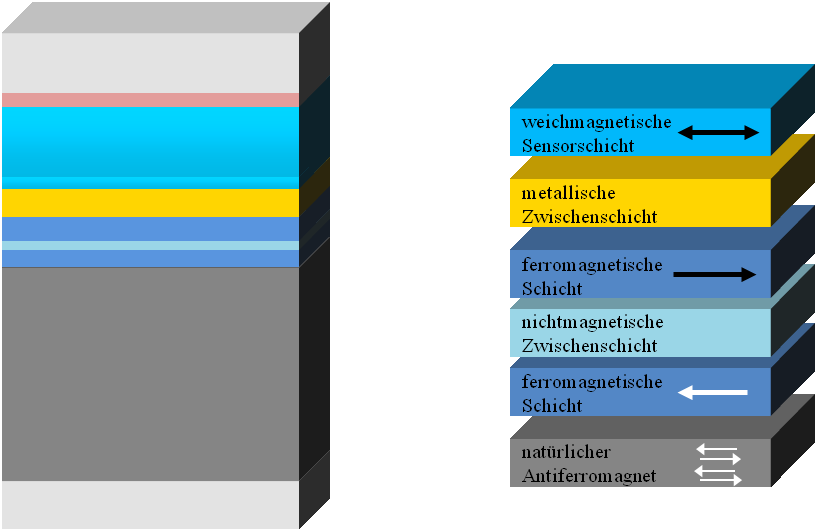 weichmagnetische
Sensorschicht
metallische
Zwischenschicht
ferromagnetische
Schicht
nichtmagnetische
Zwischenschicht
ferromagnetische
Schicht
natürlicher
Antiferromagnet